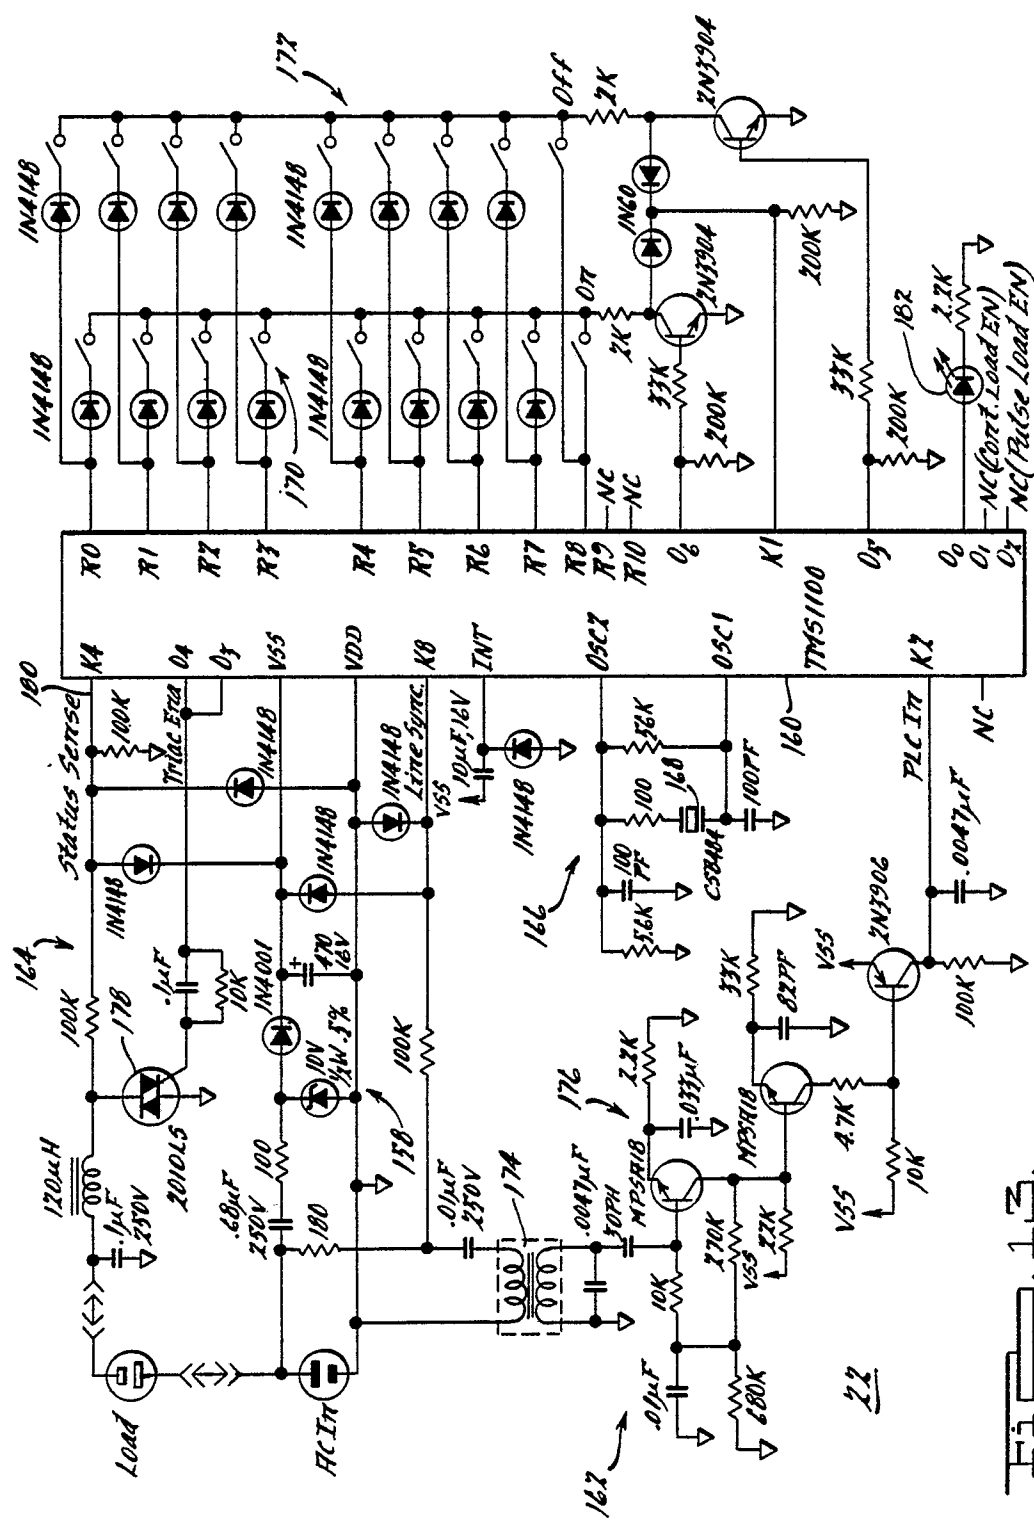 Load
120µH
.1µF
250V
164
178
2010L5
100K
Status Sense
180
K4
100K
Triac Ena
O4
O3
1N4148
1N4148
.1µF
10K
AC In
.68µF
250V
100
180
10V
½W.5%
1N4001
+
470
16V
158
1N4148
VSS
VDD
1N4148
Line Sync.
K8
100K
.01µF
250V
174
VSS
10µF,16V
INT
1N4148
166
5.6K
100
PF
100
56K
OSC2
168
CSB484
100PF
OSC1
160
TMS1100
.0047µF
30PH
176
MPSA18
2.2K
.033µF
162
.01µF
10K
680K
270K
22K
VSS
MPSA18
33K
82PF
4.7K
10K
VSS
VSS
2N3906
100K
.0047µF
PLC In
K2
NC
R0
R1
R2
R3
R4
R5
R6
R7
R8
R9
R10
O6
K1
O5
O0
O1
O2
NC
NC
1N4148
1N4148
170
1N4148
1N4148
172
On
Off
2K
2K
1N60
2N3904
2N3904
33K
200K
200K
33K
200K
182
2.2K
NC(Cont. Load EN)
NC(Pulse Load EN)
22